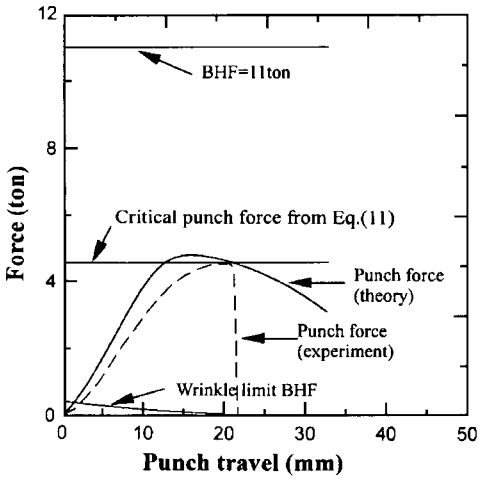 12
BHF=11ton
8
Critical punch force from Eq.(11)
4
Punch force
(theory)
Punch force
(experiment)
Wrinkle limit BHF
0
0 10 20 30 40 50
Punch travel (mm)
Force (ton)